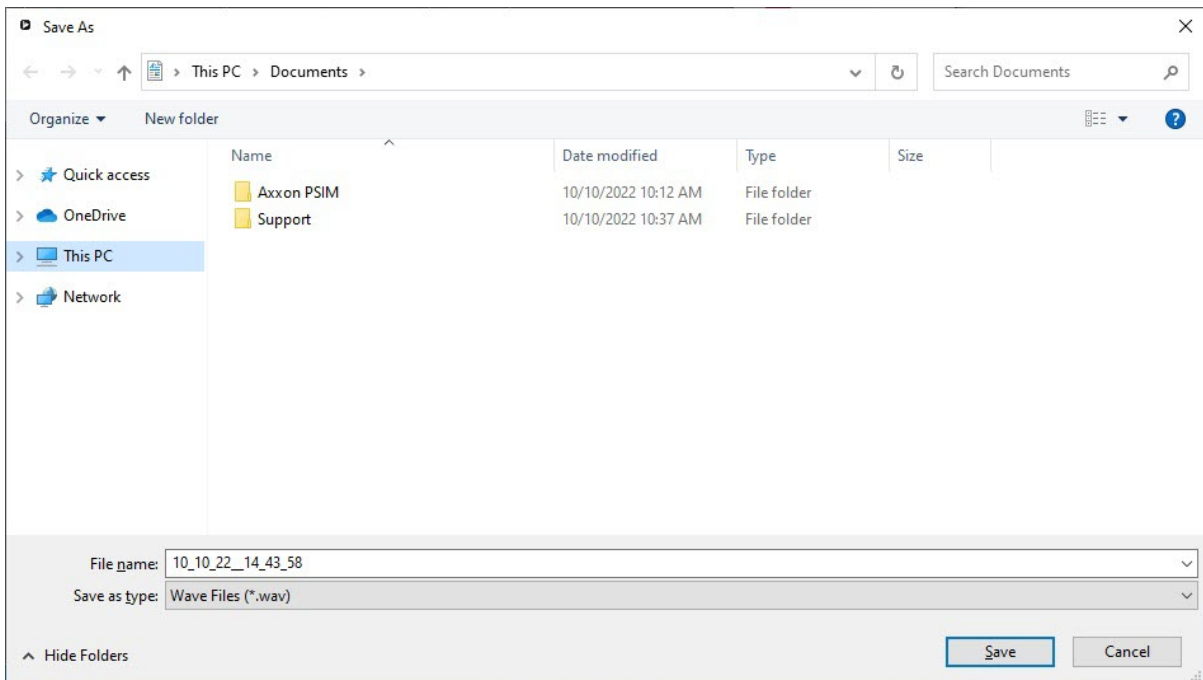 Save As
This PC > Documents >
Search Documents
Organize
New folder
Name
Date modified
Type
Size
Quick access
OneDrive
This PC
Network
Axxon PSIM 10/10/2022 10:12 AM File folder
Support 10/10/2022 10:37 AM File folder
File name: 10_10_22__14_43_58
Save as type: Wave Files (*.wav)
Hide Folders
Save
Cancel